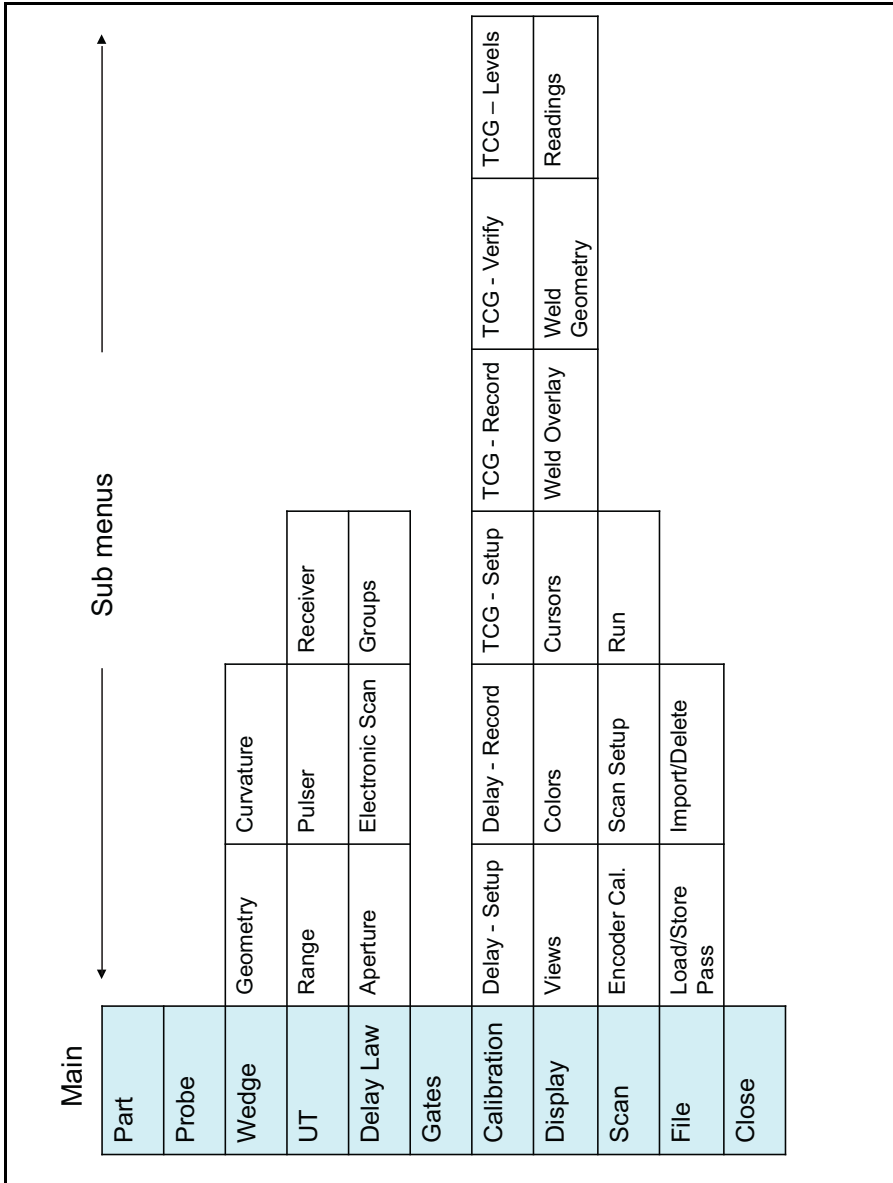 Main
Sub menus
Part
Probe
Wedge
Geometry
Curvature
UT
Range
Pulser
Receiver
Delay Law
Aperture
Electronic Scan
Groups
Gates
Calibration
Delay - Setup
Delay - Record
TCG - Setup
TCG - Record
TCG - Verify
TCG – Levels
Display
Views
Colors
Cursors
Weld Overlay
Weld
Geometry
Readings
Scan
Encoder Cal.
Scan Setup
Run
File
Load/Store
Pass
Import/Delete
Close